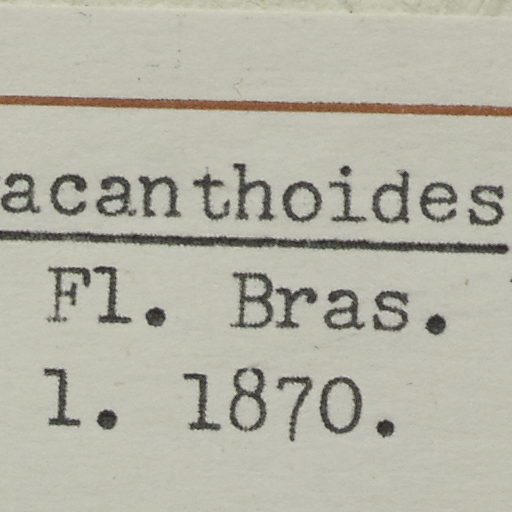 acanthoides
Fl. Bras.
1. 1870.